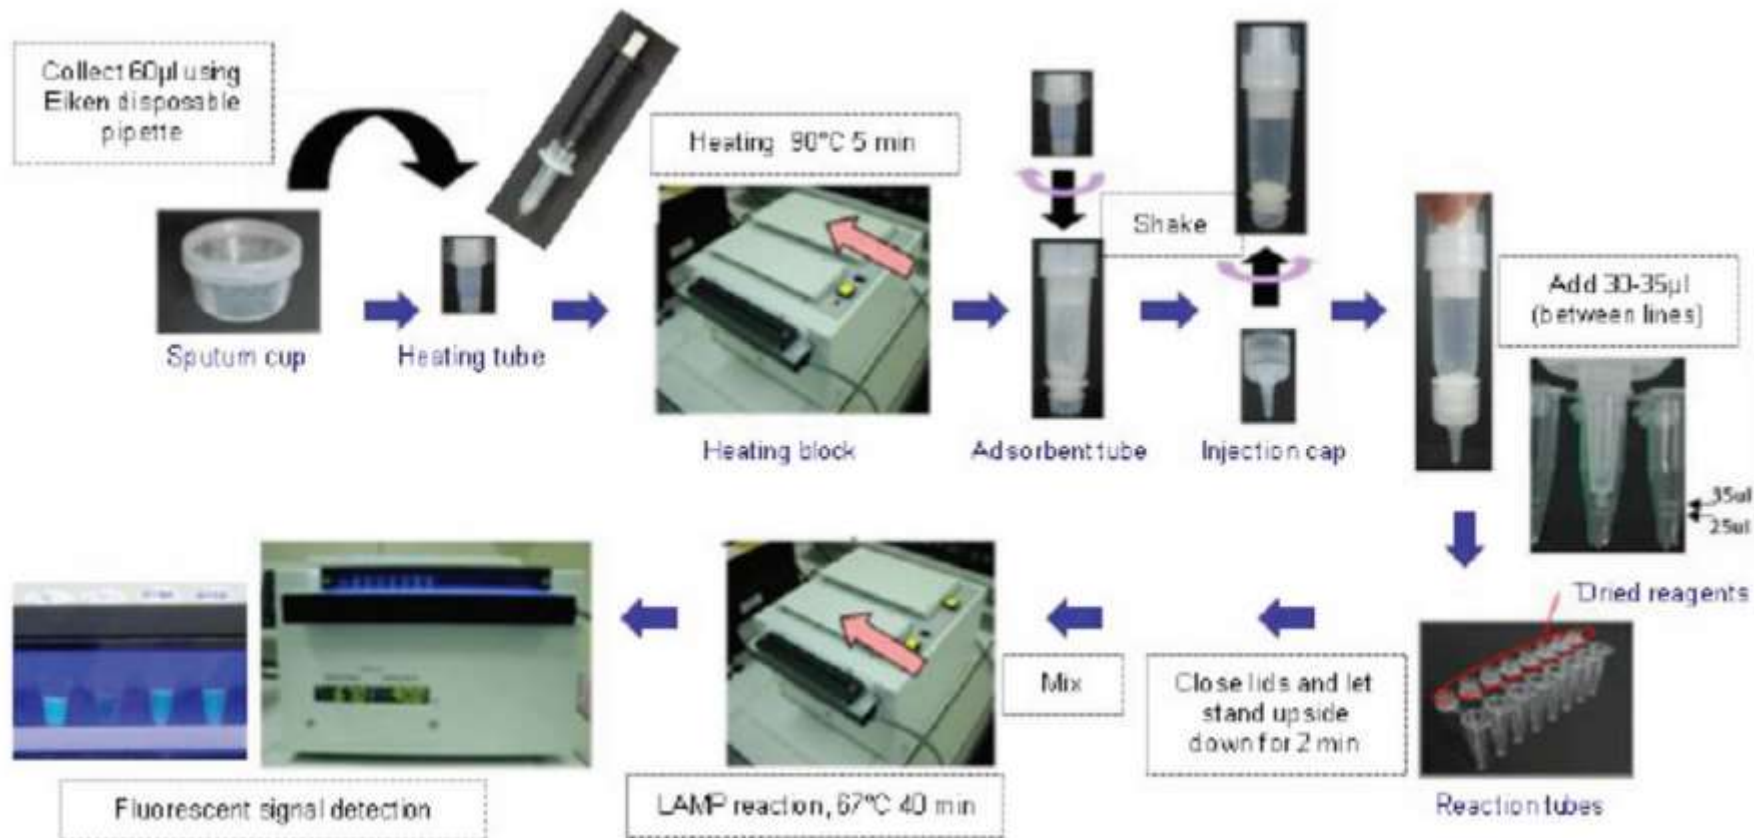 Collect 60µl using
Eiken disposable
pipette
Sputum cup
Heating tube
Heating 90°C 5 min
Heating block
Adsorbent tube
Shake
Injection cap
Add 30-35µl
(between lines)
35ul
25ul
Dried reagents
Reaction tubes
Close lids and let
stand upside
down for 2 min
Mix
LAMP reaction, 67°C 40 min
Fluorescent signal detection